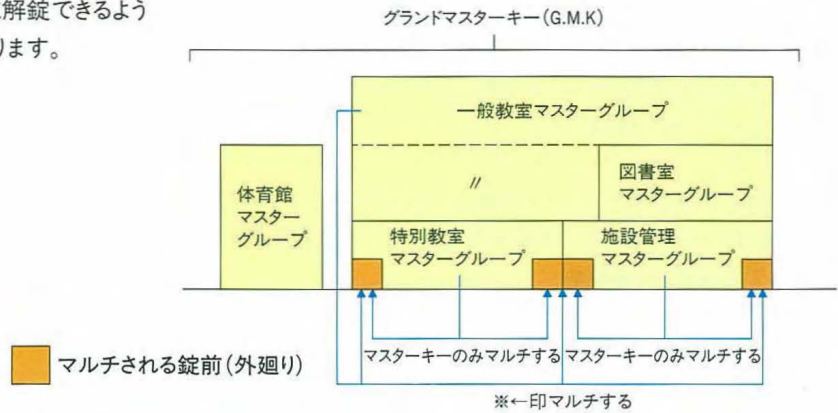 解錠できるよう
ります。
グランドマスターキー(G.M.K)
一般教室マスターグループ
〃
図書室
マスターグループ
体育館
マスター
グループ
特別教室
マスターグループ
施設管理
マスターグループ
マスターキーのみマルチする
マスターキーのみマルチする
マルチされる錠前(外廻り)
※←印マルチする